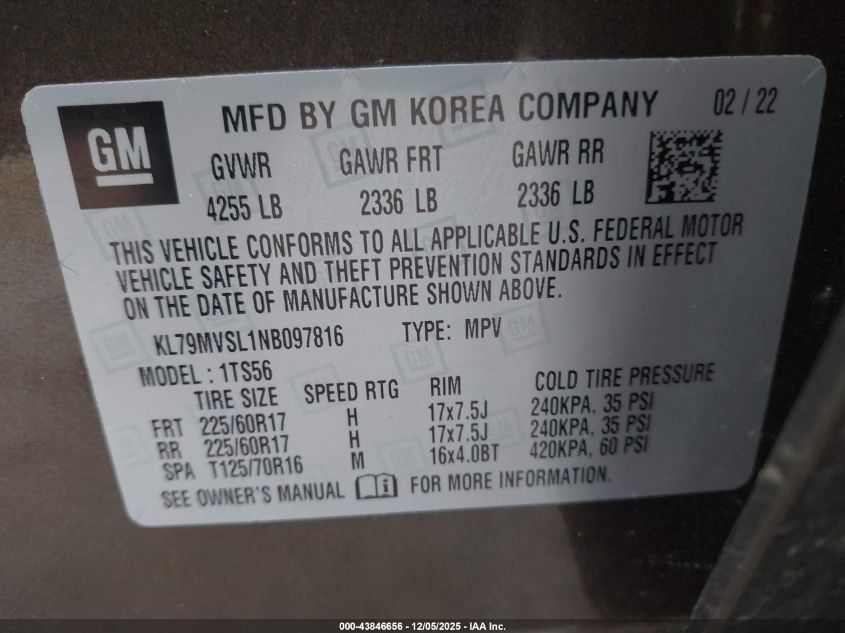 GM
MFD BY GM KOREA COMPANY 02 / 22
GVWR GAWR FRT GAWR RR
4255 LB 2336 LB 2336 LB
THIS VEHICLE CONFORMS TO ALL APPLICABLE U.S. FEDERAL MOTOR
VEHICLE SAFETY AND THEFT PREVENTION STANDARDS IN EFFECT
ON THE DATE OF MANUFACTURE SHOWN ABOVE.
KL79MVSL1NB097816 TYPE: MPV
MODEL : 1TS56
TIRE SIZE SPEED RTG RIM COLD TIRE PRESSURE
FRT 225/60R17 H 17x7.5J 240KPA, 35 PSI
RR 225/60R17 H 17x7.5J 240KPA, 35 PSI
SPA T125/70R16 M 16x4.0BT 420KPA, 60 PSI
SEE OWNER'S MANUAL i FOR MORE INFORMATION.
000-43846656 - 12/05/2025 - IAA Inc.